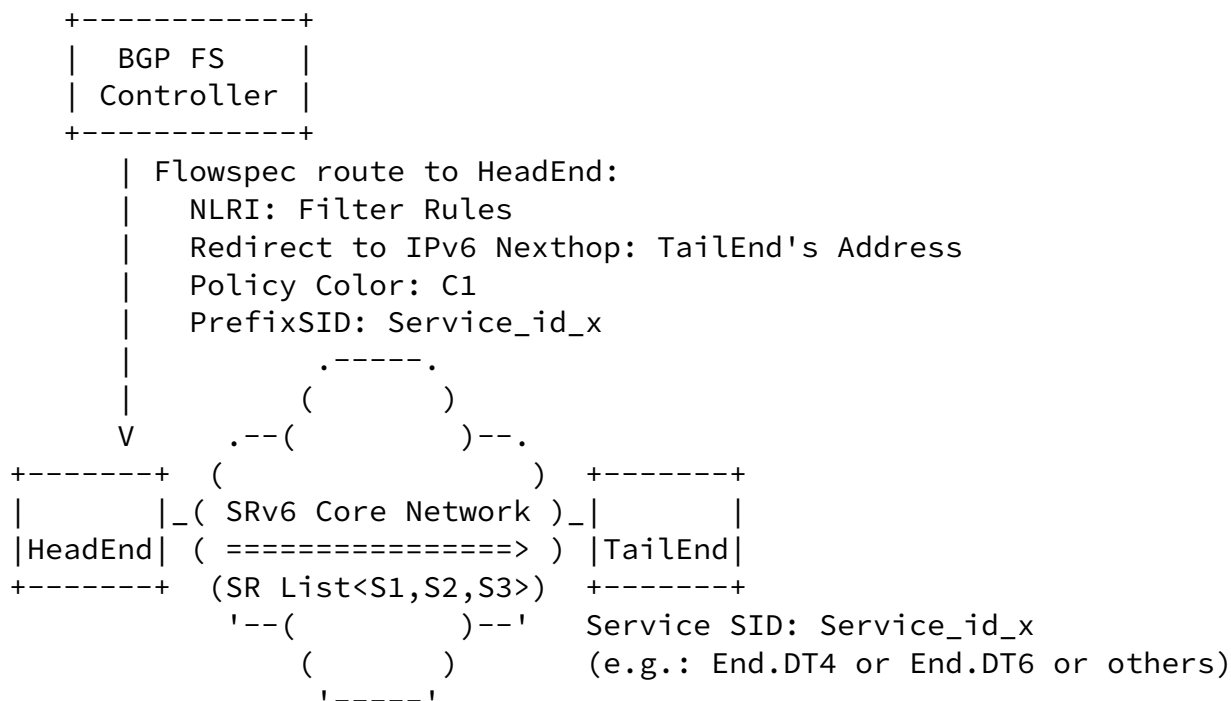 BGP FS
Controller
Flowspec route to HeadEnd:
NLRI: Filter Rules
Redirect to IPv6 Nexthop: TailEnd's Address
Policy Color: C1
PrefixSID: Service_id_x
V
SRv6 Core Network
HeadEnd TailEnd
(SR List<S1,S2,S3>)
Service SID: Service_id_x
(e.g.: End.DT4 or End.DT6 or others)